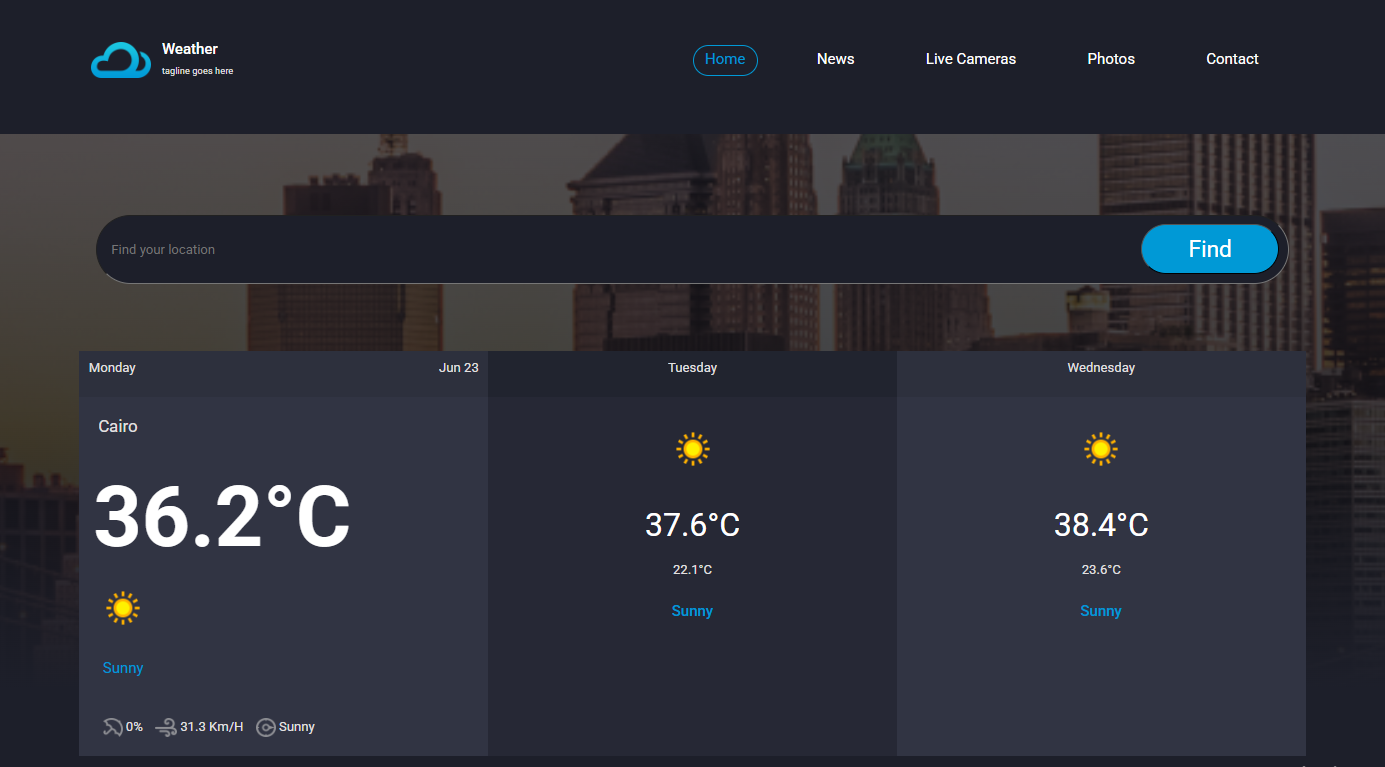 Weather
tagline goes here
Home
News
Live Cameras
Photos
Contact
Find your location
Find
Monday
Jun 23
Cairo
36.2°C
Sunny
0%
31.3 Km/H
Sunny
Tuesday
37.6°C
22.1°C
Sunny
Wednesday
38.4°C
23.6°C
Sunny